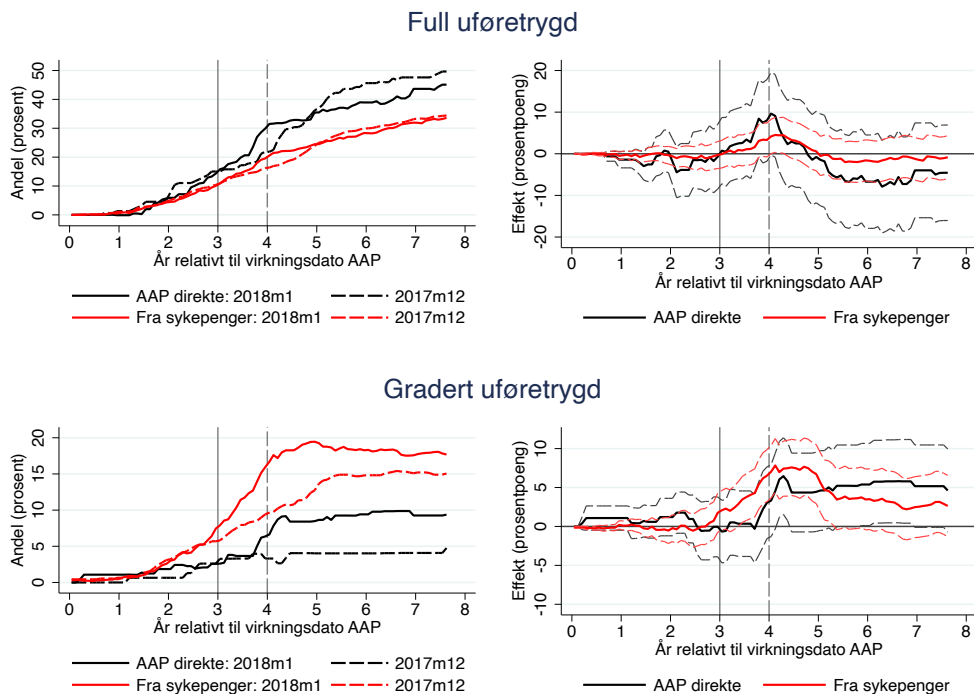 Full uføretrygd
Andel (prosent)
50
40
30
20
10
0
0 1 2 3 4 5 6 7 8
År relativt til virkningsdato AAP
AAP direkte: 2018m1 2017m12
Fra sykepenger: 2018m1 2017m12
Effekt (prosentpoeng)
20
10
0
-10
-20
0 1 2 3 4 5 6 7 8
År relativt til virkningsdato AAP
AAP direkte Fra sykepenger
Gradert uføretrygd
Andel (prosent)
20
15
10
5
0
0 1 2 3 4 5 6 7 8
År relativt til virkningsdato AAP
AAP direkte: 2018m1 2017m12
Fra sykepenger: 2018m1 2017m12
Effekt (prosentpoeng)
10
5
0
-10
0 1 2 3 4 5 6 7 8
År relativt til virkningsdato AAP
AAP direkte Fra sykepenger